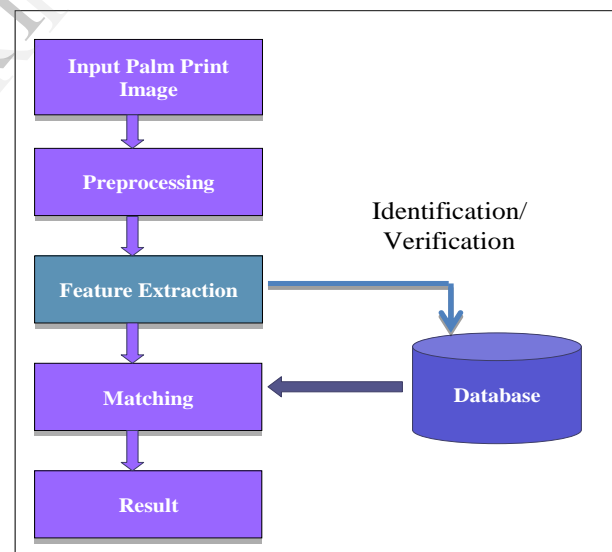 Input Palm Print
Image
Preprocessing
Identification/
Verification
Feature Extraction
Matching
Database
Result